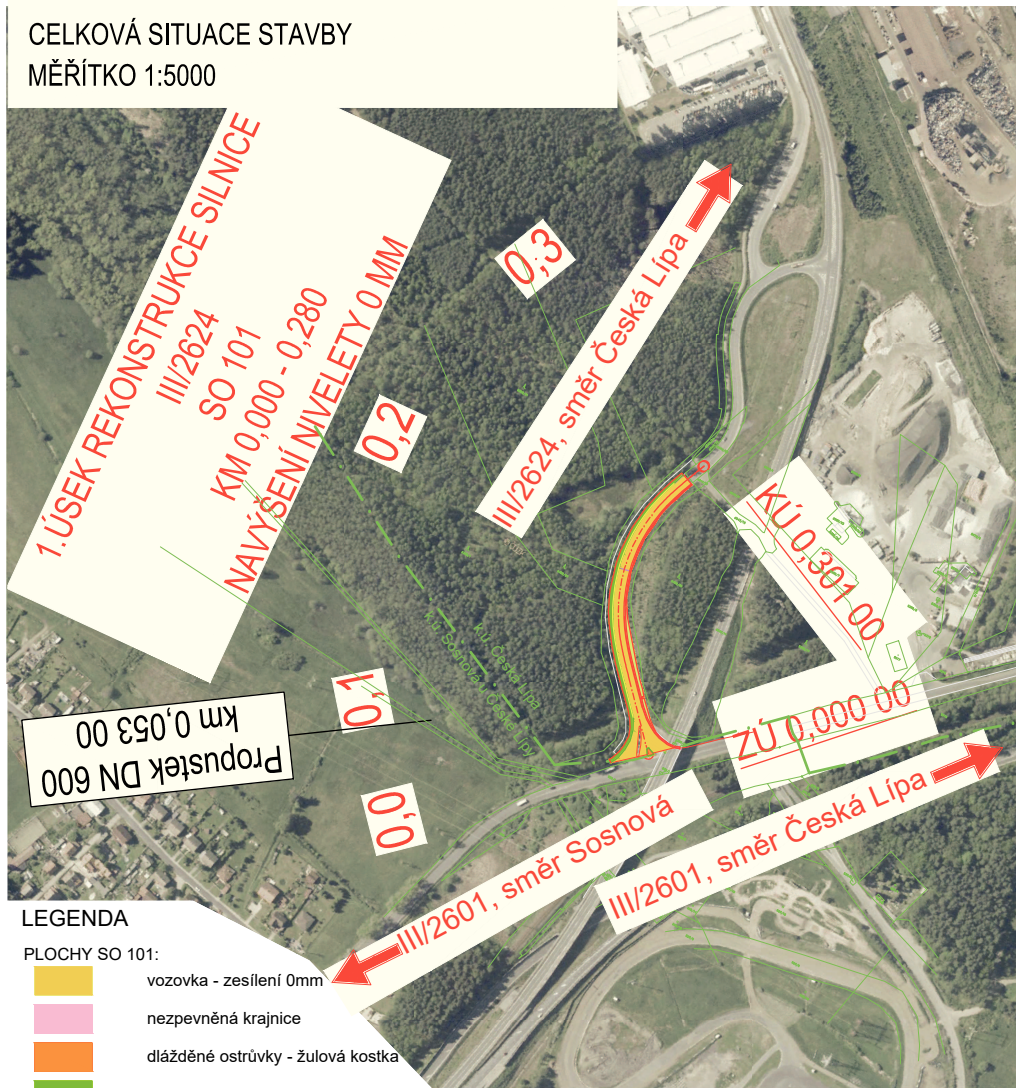 CELKOVÁ SITUACE STAVBY
MĚŘÍTKO 1:5000
1.ÚSEK REKONSTRUKCE SILNICE
III/2624
SO 101
KM 0,000 - 0,280
NAVÝŠENÍ NIVELETY 0 MM
0,3
0,2
0,1
0,0
III/2624, směr Česká Lípa
KÚ 0,301 00
ZÚ 0,000 00
Propustek DN 600
km 0,053 00
III/2601, směr Sosnová
III/2601, směr Česká Lípa
LEGENDA
PLOCHY SO 101:
vozovka - zesílení 0mm
nezpevněná krajnice
dlážděné ostrůvky - žulová kostka